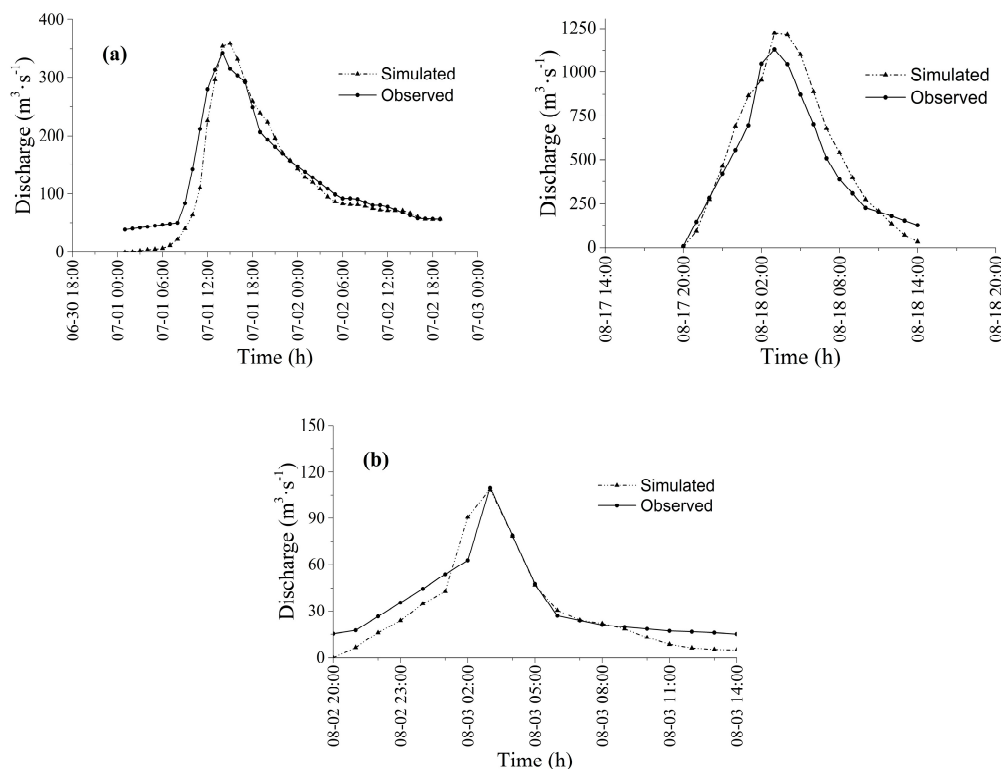 (a)
400
300
200
100
0
Discharge (m³·s⁻¹)
Simulated
Observed
06-30 18:00
07-01 00:00
07-01 06:00
07-01 12:00
07-01 18:00
07-02 00:00
07-02 06:00
07-02 12:00
07-02 18:00
07-03 00:00
Time (h)
1250
1000
750
500
250
0
Discharge (m³·s⁻¹)
Simulated
Observed
08-17 14:00
08-17 20:00
08-18 02:00
08-18 08:00
08-18 14:00
08-18 20:00
Time (h)
(b)
150
120
90
60
30
0
Discharge (m³·s⁻¹)
Simulated
Observed
08-02 20:00
08-02 23:00
08-03 02:00
08-03 05:00
08-03 08:00
08-03 11:00
08-03 14:00
Time (h)